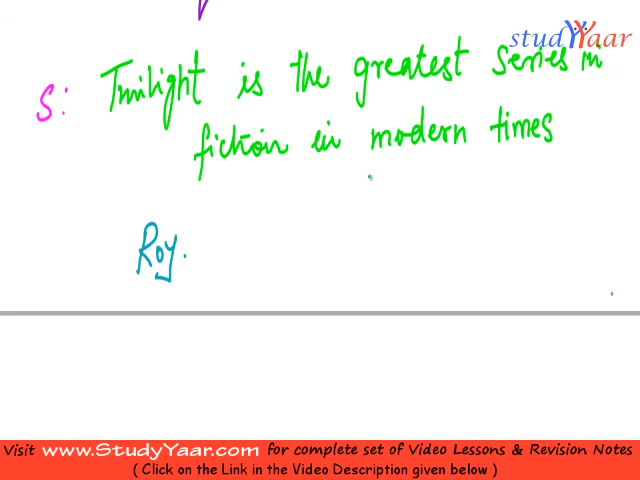 studYYaar
S: Twilight is the greatest series in
fiction in modern times
Roy.
Visit www.StudyYaar.com for complete set of Video Lessons & Revision Notes
( Click on the Link in the Video Description given below )